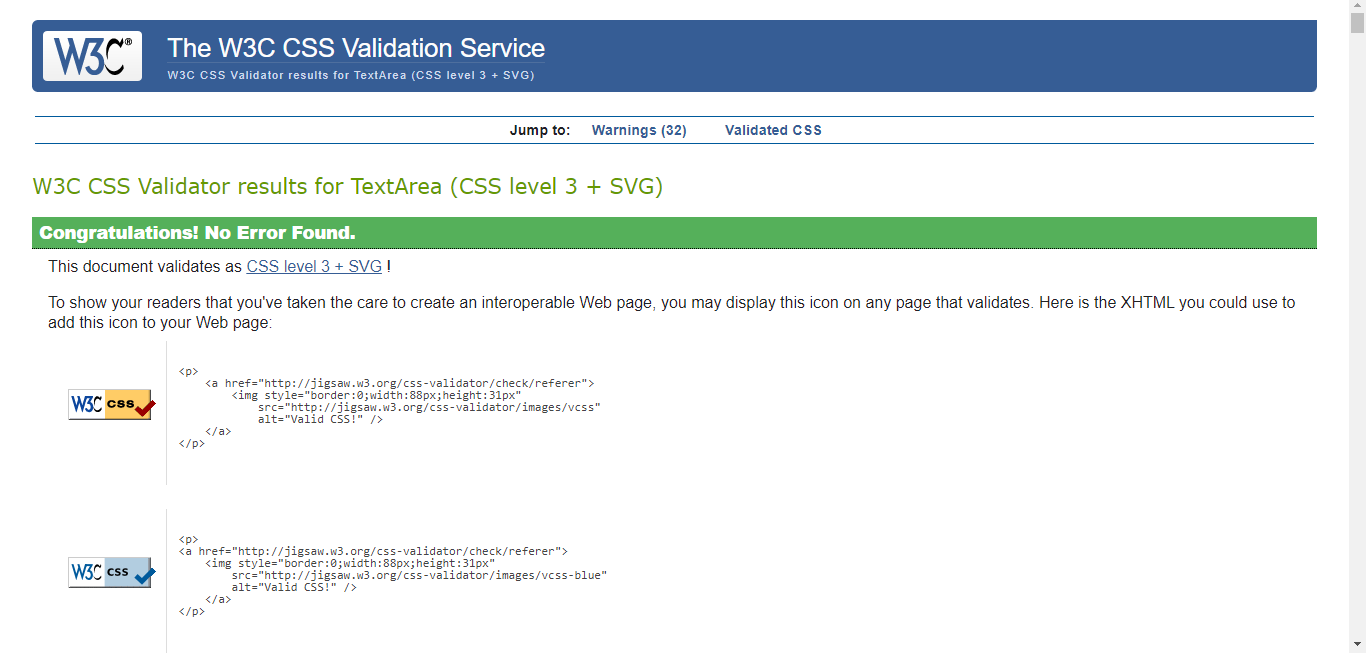 W3C® The W3C CSS Validation Service
W3C CSS Validator results for TextArea (CSS level 3 + SVG)
Jump to: Warnings (32) Validated CSS
W3C CSS Validator results for TextArea (CSS level 3 + SVG)
Congratulations! No Error Found.
This document validates as CSS level 3 + SVG !
To show your readers that you've taken the care to create an interoperable Web page, you may display this icon on any page that validates. Here is the XHTML you could use to
add this icon to your Web page:
W3C css
<p>
<a href="http://jigsaw.w3.org/css-validator/check/referer">
<img style="border:0;width:88px;height:31px"
src="http://jigsaw.w3.org/css-validator/images/vcss"
alt="Valid CSS!" />
</a>
</p>
W3C css
<p>
<a href="http://jigsaw.w3.org/css-validator/check/referer">
<img style="border:0;width:88px;height:31px"
src="http://jigsaw.w3.org/css-validator/images/vcss-blue"
alt="Valid CSS!" />
</a>
</p>